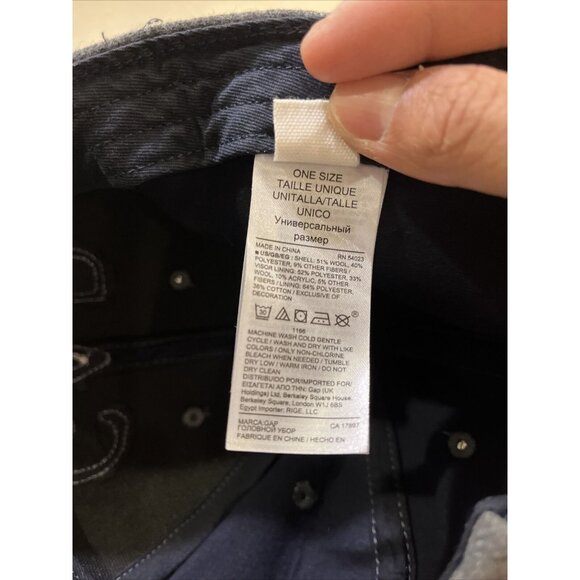 ONE SIZE
TAILLE UNIQUE
UNITALLA/TALLE
UNICO
Универсальный
размер
MADE IN CHINA RN 54023
■ US/GB/EG : SHELL: 51% WOOL, 40%
POLYESTER, 9% OTHER FIBERS /
VISOR LINING: 52% POLYESTER, 33%
WOOL, 10% ACRYLIC, 5% OTHER
FIBERS / LINING: 64% POLYESTER,
36% COTTON / EXCLUSIVE OF
DECORATION
30
1166
MACHINE WASH COLD GENTLE
CYCLE / WASH AND DRY WITH LIKE
COLORS / ONLY NON-CHLORINE
BLEACH WHEN NEEDED / TUMBLE
DRY LOW / WARM IRON / DO NOT
DRY CLEAN
DISTRIBUIDO POR/IMPORTED FOR/
ΕΙΣΑΓΕΤΑΙ ΑΠΟ ΤΗΝ: Gap (UK
Holdings) Ltd., Berkeley Square House,
Berkeley Square, London W1J 6BS
Egypt Importer: RIGE, LLC
MARCA:GAP CA 17897
ГОЛОВНОЙ УБОР
FABRIQUÉ EN CHINE / HECHO EN